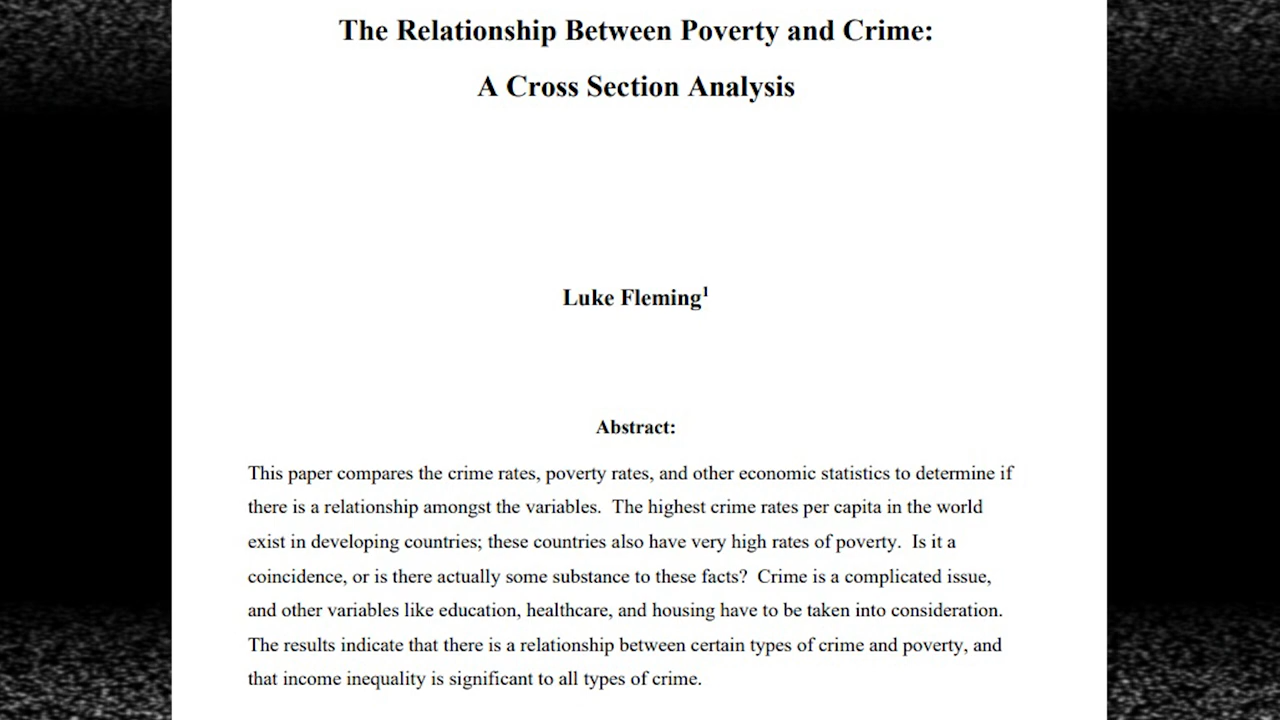 The Relationship Between Poverty and Crime:
A Cross Section Analysis
Luke Fleming1
Abstract:
This paper compares the crime rates, poverty rates, and other economic statistics to determine if
there is a relationship amongst the variables.  The highest crime rates per capita in the world
exist in developing countries; these countries also have very high rates of poverty.  Is it a
coincidence, or is there actually some substance to these facts?  Crime is a complicated issue,
and other variables like education, healthcare, and housing have to be taken into consideration.
The results indicate that there is a relationship between certain types of crime and poverty, and
that income inequality is significant to all types of crime.